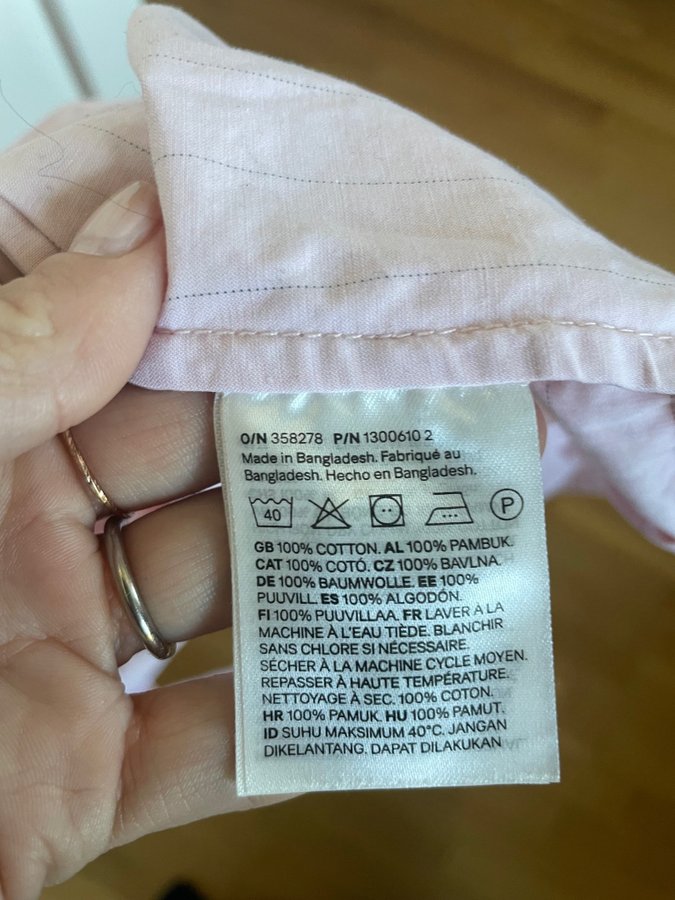 O/N 358278 P/N 1300610 2
Made in Bangladesh. Fabriqué au
Bangladesh. Hecho en Bangladesh.
40 P
GB 100% COTTON. AL 100% PAMBUK.
CAT 100% COTÓ. CZ 100% BAVLNA.
DE 100% BAUMWOLLE. EE 100%
PUUVILL. ES 100% ALGODÓN.
FI 100% PUUVILLAA. FR LAVER À LA
MACHINE À L'EAU TIÈDE. BLANCHIR
SANS CHLORE SI NÉCESSAIRE.
SÉCHER À LA MACHINE CYCLE MOYEN.
REPASSER À HAUTE TEMPÉRATURE.
NETTOYAGE À SEC. 100% COTON.
HR 100% PAMUK. HU 100% PAMUT.
ID SUHU MAKSIMUM 40°C. JANGAN
DIKELANTANG. DAPAT DILAKUKAN